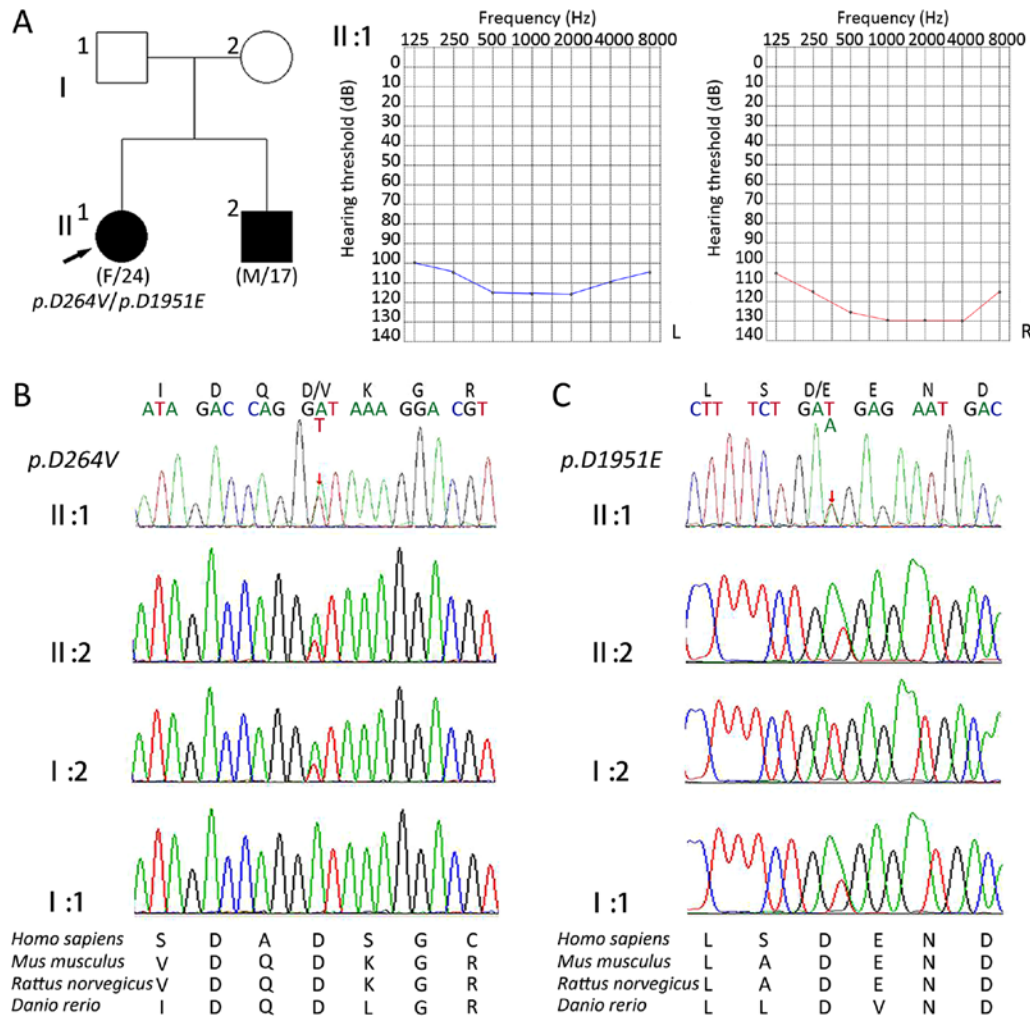 A
1
2
I
II
1
2
(F/24)
(M/17)
p.D264V/p.D1951E
II:1
Frequency (Hz)
125 250 500 1000 2000 4000 8000
Hearing threshold (dB)
0
10
20
30
40
50
60
70
80
90
100
110
120
130
140
L
Frequency (Hz)
125 250 500 1000 2000 4000 8000
Hearing threshold (dB)
0
10
20
30
40
50
60
70
80
90
100
110
120
130
140
R
B
I D Q D/V K G R
ATA GAC CAG GAT AAA GGA CGT
T
p.D264V
II:1
II:2
I:2
I:1
Homo sapiens S D A D S G C
Mus musculus V D Q D K G R
Rattus norvegicus V D Q D K G R
Danio rerio I D Q D L G R
C
L S D/E E N D
CTT TCT GAT GAG AAT GAC
A
p.D1951E
II:1
II:2
I:2
I:1
Homo sapiens L S D E N D
Mus musculus L A D E N D
Rattus norvegicus L A D E N D
Danio rerio L L D V N D